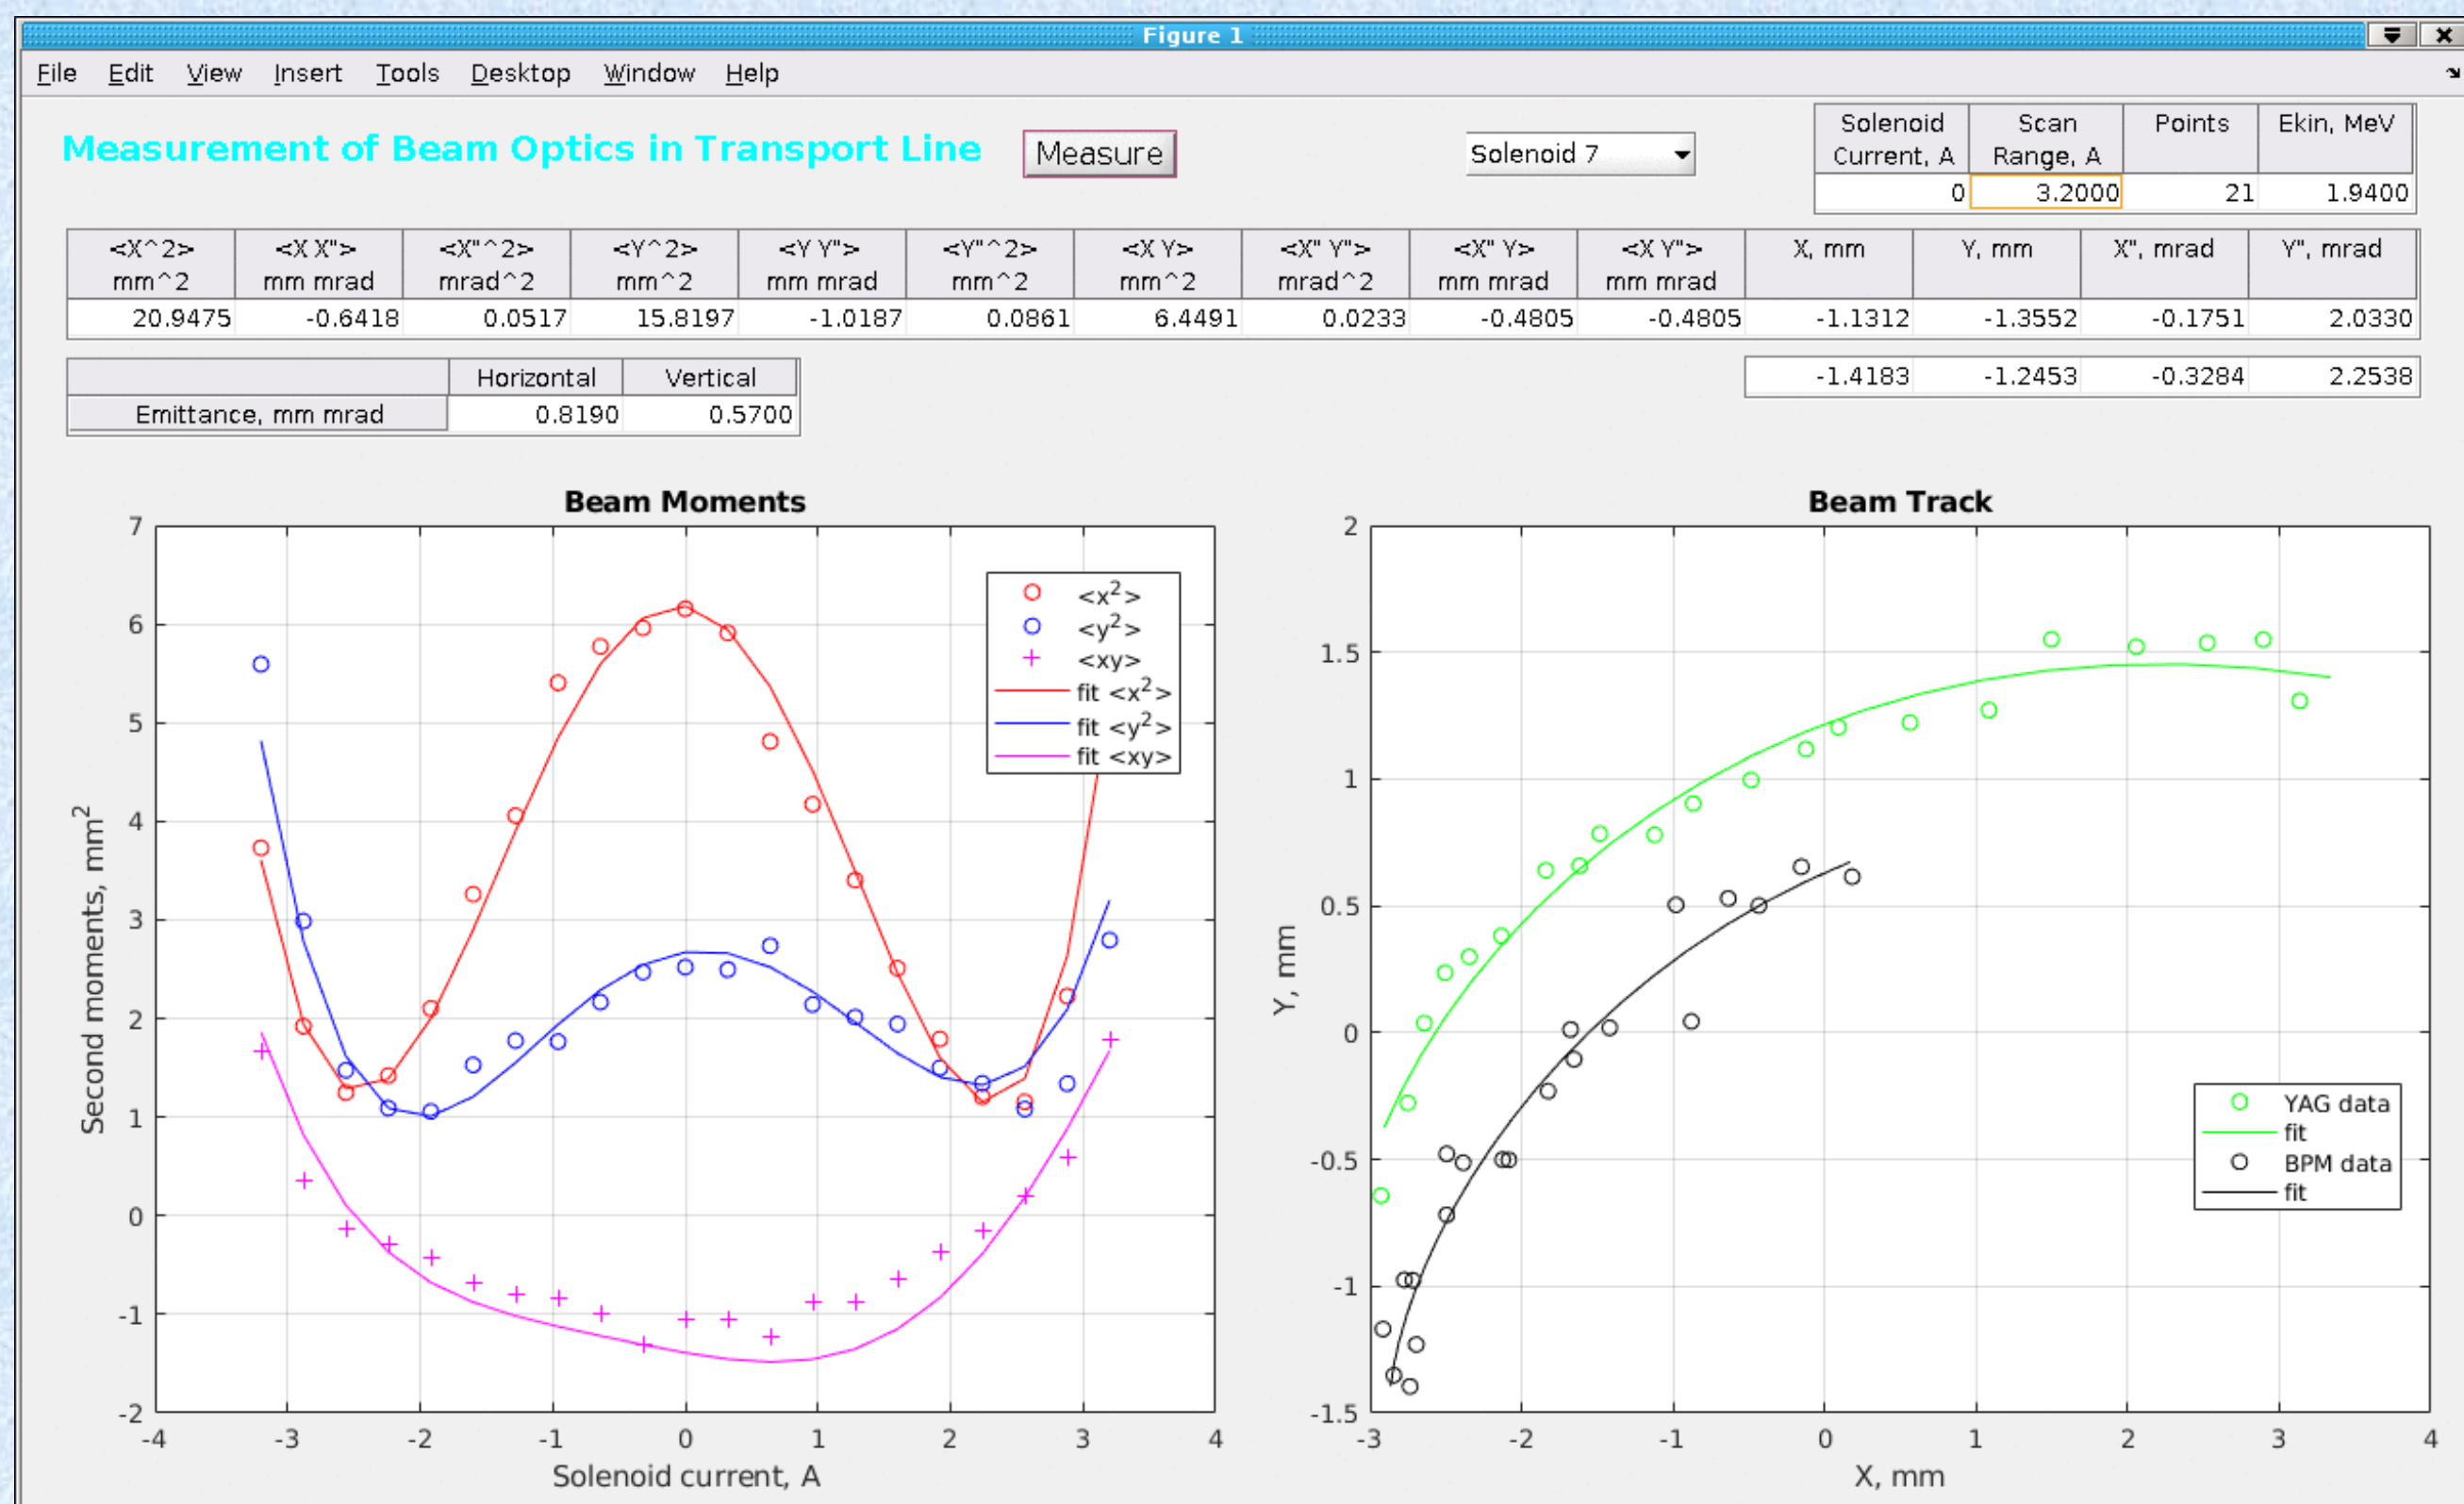 Figure 1
File Edit View Insert Tools Desktop Window Help
Measurement of Beam Optics in Transport Line
Measure
Solenoid 7
Solenoid Current, A Scan Range, A Points Ekin, MeV
0 3.2000 21 1.9400
<X^2> <X X"> <X"^2> <Y^2> <Y Y"> <Y"^2> <X Y> <X" Y"> <X" Y> <X Y"> X, mm Y, mm X", mrad Y", mrad
mm^2 mm mrad mrad^2 mm^2 mm mrad mm^2 mm^2 mrad^2 mm mrad mm mrad
20.9475 -0.6418 0.0517 15.8197 -1.0187 0.0861 6.4491 0.0233 -0.4805 -0.4805 -1.1312 -1.3552 -0.1751 2.0330
-1.4183 -1.2453 -0.3284 2.2538
Horizontal Vertical
Emittance, mm mrad 0.8190 0.5700
Beam Moments
7
6
5
4
3
2
1
0
-1
-2
-4 -3 -2 -1 0 1 2 3 4
Second moments, mm²
Solenoid current, A
<x²>
<y²>
<xy>
fit <x²>
fit <y²>
fit <xy>
Beam Track
2
1.5
1
0.5
0
-0.5
-1
-1.5
-3 -2 -1 0 1 2 3 4
Y, mm
X, mm
YAG data
fit
BPM data
fit